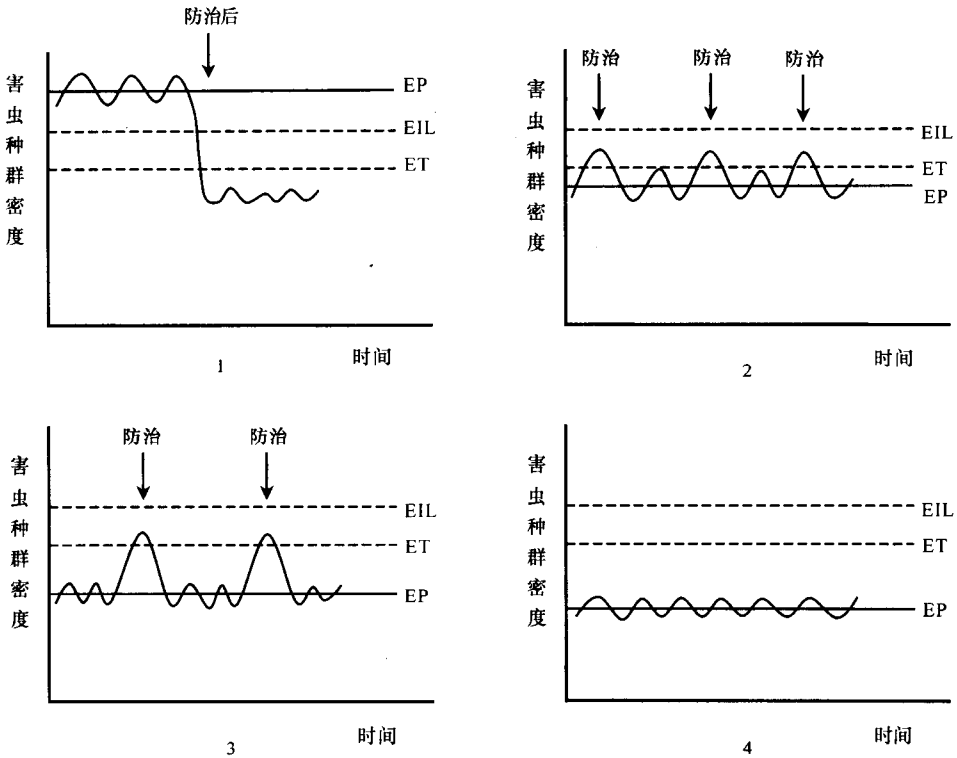 防治后
害虫种群密度
EP
EIL
ET
时间
1
防治 防治 防治
害虫种群密度
EIL
ET
EP
时间
2
防治 防治
害虫种群密度
EIL
ET
EP
时间
3
害虫种群密度
EIL
ET
EP
时间
4